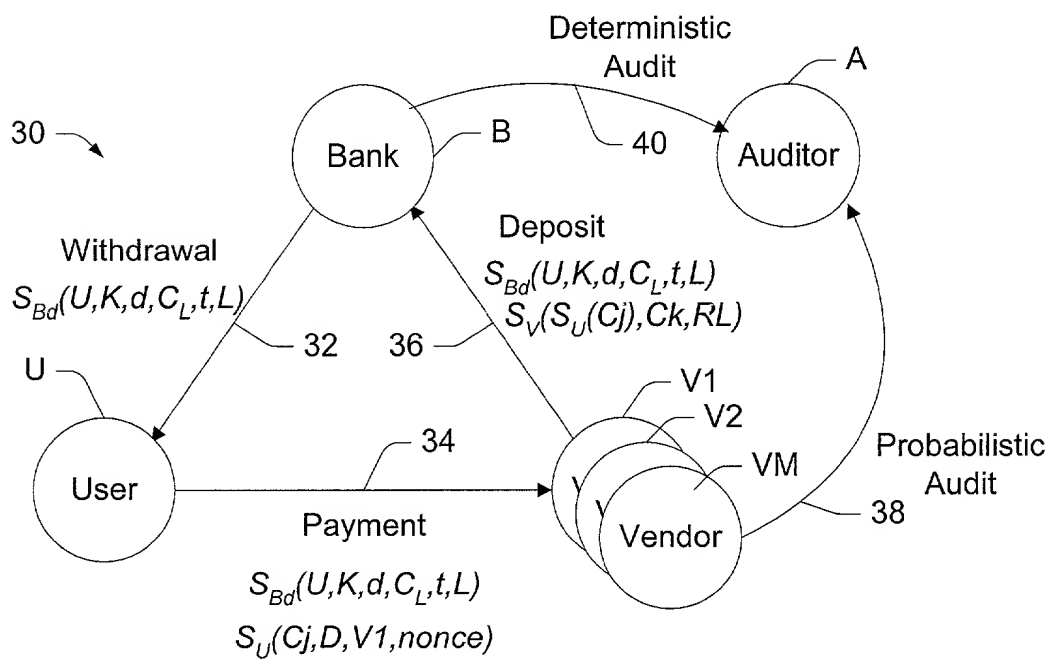 Deterministic
Audit
A
30
Bank
B
40
Auditor
Deposit
S_Bd(U,K,d,C_L,t,L)
S_V(S_U(Cj),Ck,RL)
Withdrawal
S_Bd(U,K,d,C_L,t,L)
32
36
U
V1
V2
VM
34
User
Probabilistic
Audit
38
V
V
Vendor
Payment
S_Bd(U,K,d,C_L,t,L)
S_U(Cj,D,V1,nonce)